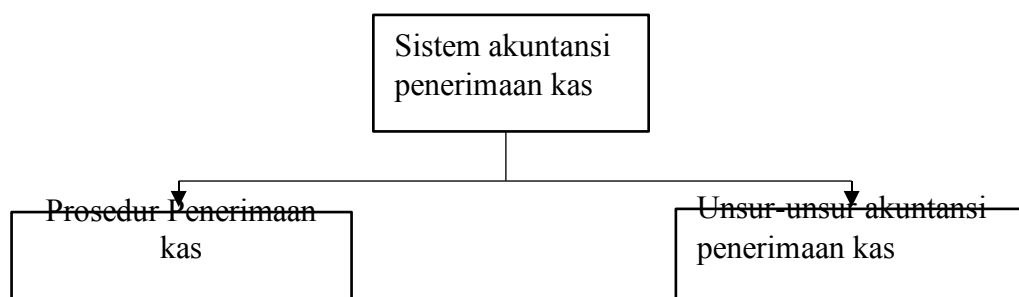 Sistem akuntansi
penerimaan kas
Prosedur Penerimaan
kas
Unsur-unsur akuntansi
penerimaan kas